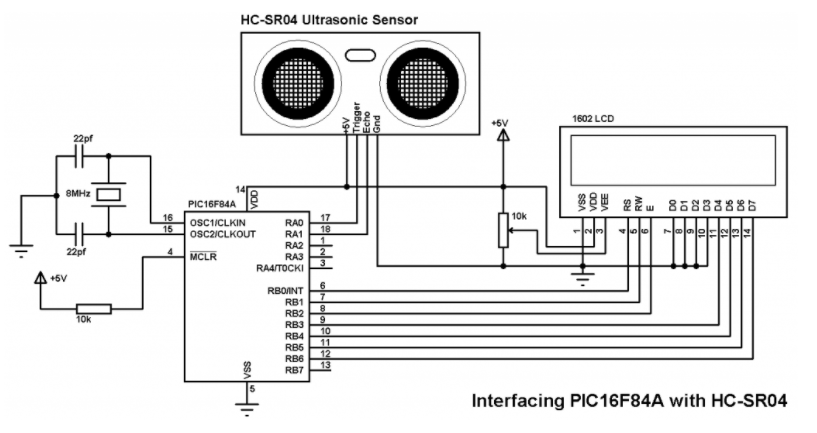 HC-SR04 Ultrasonic Sensor
+5V
Trigger
Echo
Gnd
22pf
8MHz
22pf
+5V
1602 LCD
VSS
VDD
VEE
RS
RW
E
D0
D1
D2
D3
D4
D5
D6
D7
1
2
3
4
5
6
7
8
9
10
11
12
13
14
10k
14
VDD
PIC16F84A
16 OSC1/CLKIN RA0 17
15 OSC2/CLKOUT RA1 18
RA2 1
4 MCLR RA3 2
RA4/T0CKI 3
RB0/INT 6
RB1 7
RB2 8
RB3 9
RB4 10
RB5 11
RB6 12
RB7 13
VSS
5
+5V
10k
Interfacing PIC16F84A with HC-SR04